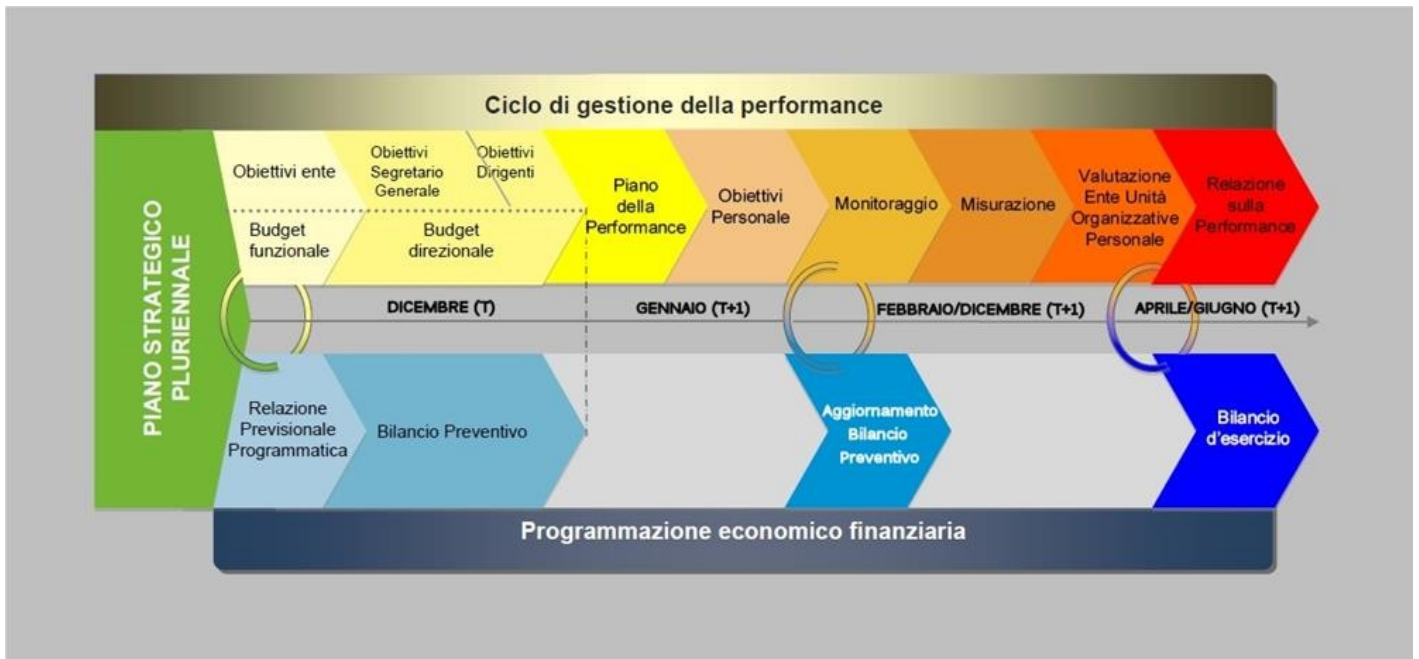 Ciclo di gestione della performance
PIANO STRATEGICO
PLURIENNALE
Obiettivi ente
Obiettivi
Segretario
Generale
Obiettivi
Dirigenti
Budget
funzionale
Budget
direzionale
Piano
della
Performance
Obiettivi
Personale
Monitoraggio
Misurazione
Valutazione
Ente Unità
Organizzative
Personale
Relazione
sulla
Performance
DICEMBRE (T)
GENNAIO (T+1)
FEBBRAIO/DICEMBRE (T+1)
APRILE/GIUGNO (T+1)
Relazione
Previsionale
Programmatica
Bilancio Preventivo
Aggiornamento
Bilancio
Preventivo
Bilancio
d'esercizio
Programmazione economico finanziaria